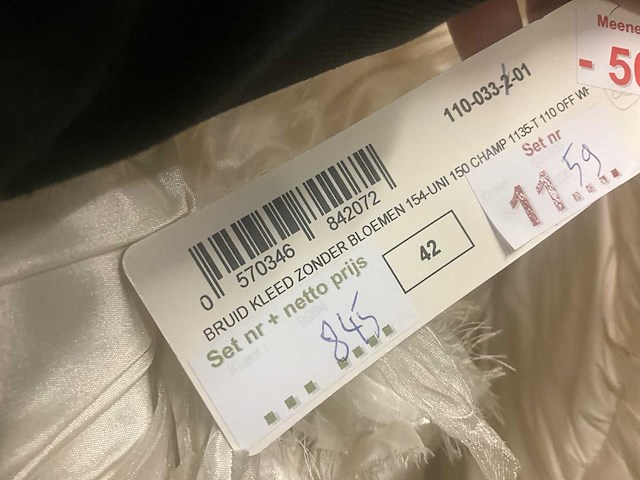 Meene
- 50
110-033-2-01
0 570346 842072
BRUID KLEED ZONDER BLOEMEN 154-UNI 150 CHAMP 1135-T 110 OFF WH
Set nr
11 59
42
Set nr + netto prijs
845